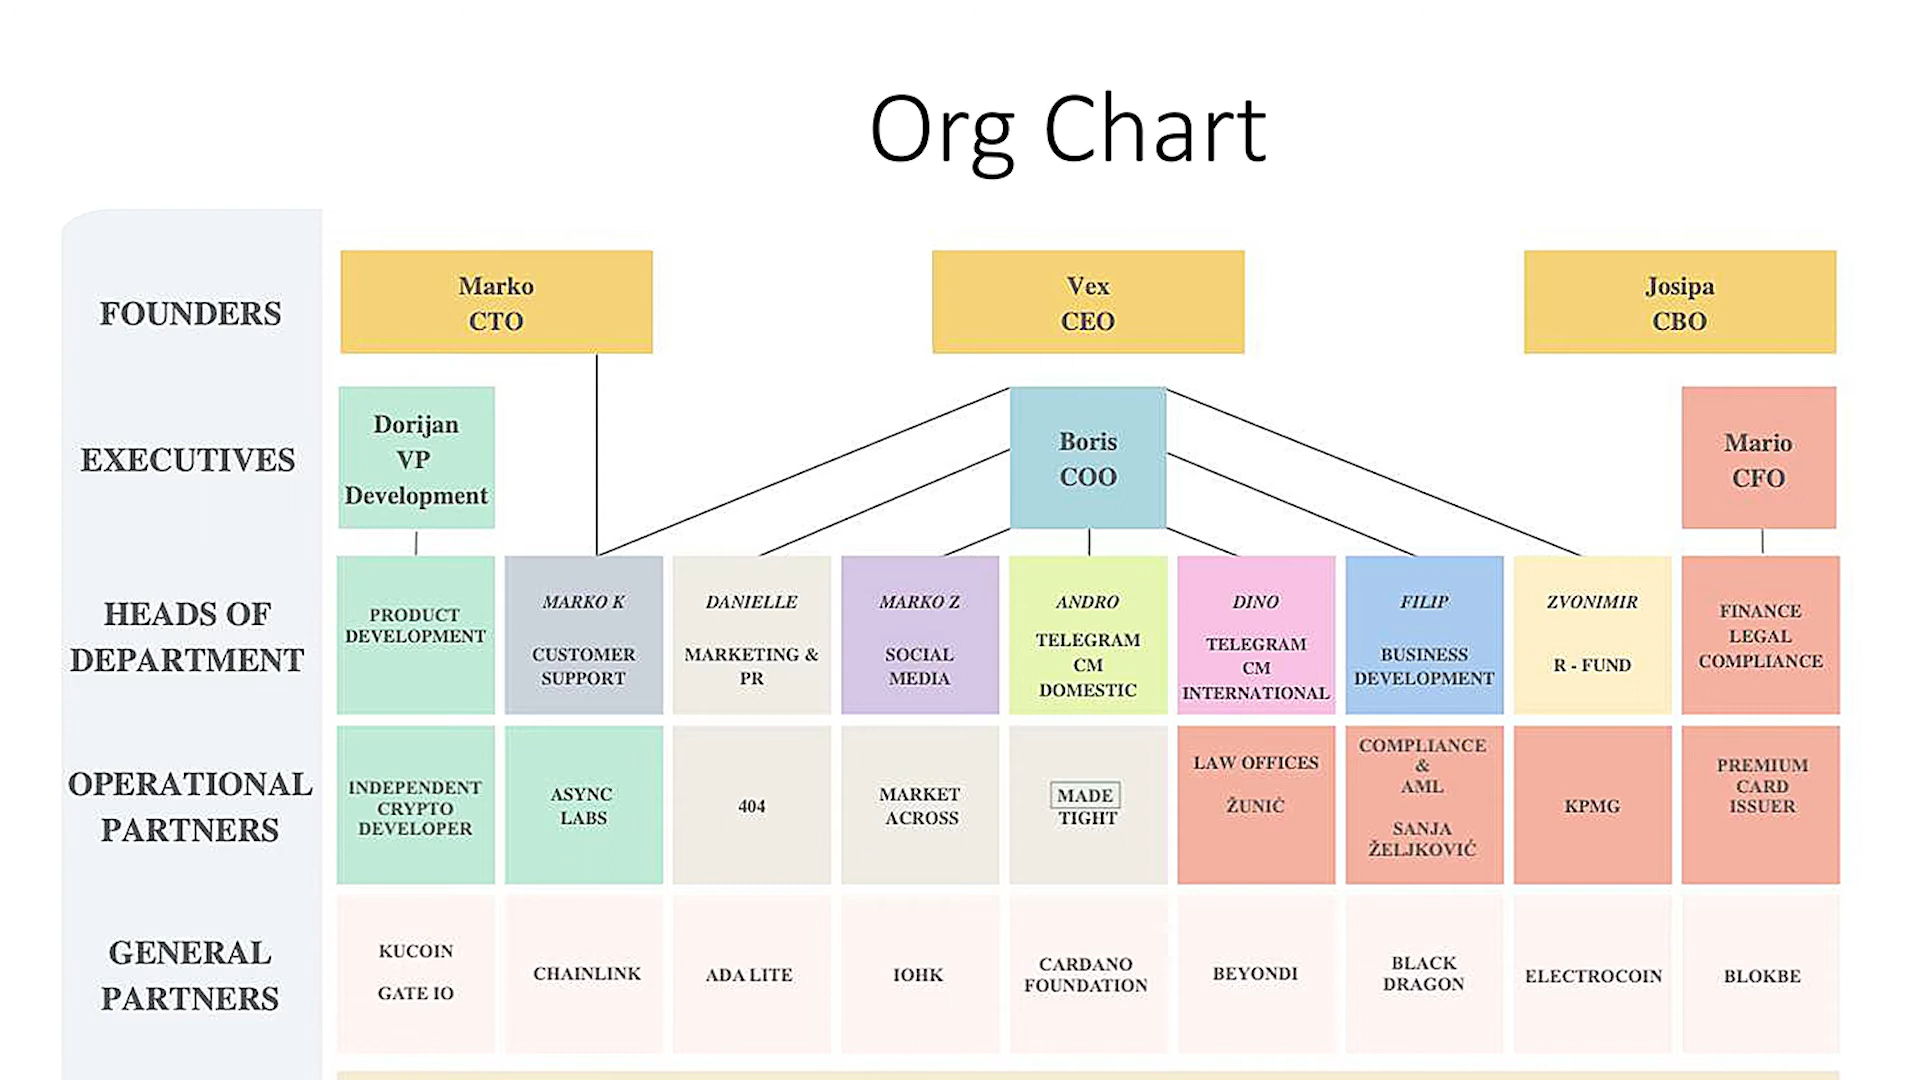 Org Chart
FOUNDERS
Marko
CTO
Vex
CEO
Josipa
CBO
EXECUTIVES
Dorijan
VP
Development
Boris
COO
Mario
CFO
HEADS OF
DEPARTMENT
PRODUCT
DEVELOPMENT
MARKO K
CUSTOMER
SUPPORT
DANIELLE
MARKETING &
PR
MARKO Z
SOCIAL
MEDIA
ANDRO
TELEGRAM
CM
DOMESTIC
DINO
TELEGRAM
CM
INTERNATIONAL
FILIP
BUSINESS
DEVELOPMENT
ZVONIMIR
R - FUND
FINANCE
LEGAL
COMPLIANCE
OPERATIONAL
PARTNERS
INDEPENDENT
CRYPTO
DEVELOPER
ASYNC
LABS
404
MARKET
ACROSS
MADE
TIGHT
LAW OFFICES
ŽUNIĆ
COMPLIANCE
&
AML
SANJA
ŽELJKOVIĆ
KPMG
PREMIUM
CARD
ISSUER
GENERAL
PARTNERS
KUCOIN
GATE IO
CHAINLINK
ADA LITE
IOHK
CARDANO
FOUNDATION
BEYONDI
BLACK
DRAGON
ELECTROCOIN
BLOKBE